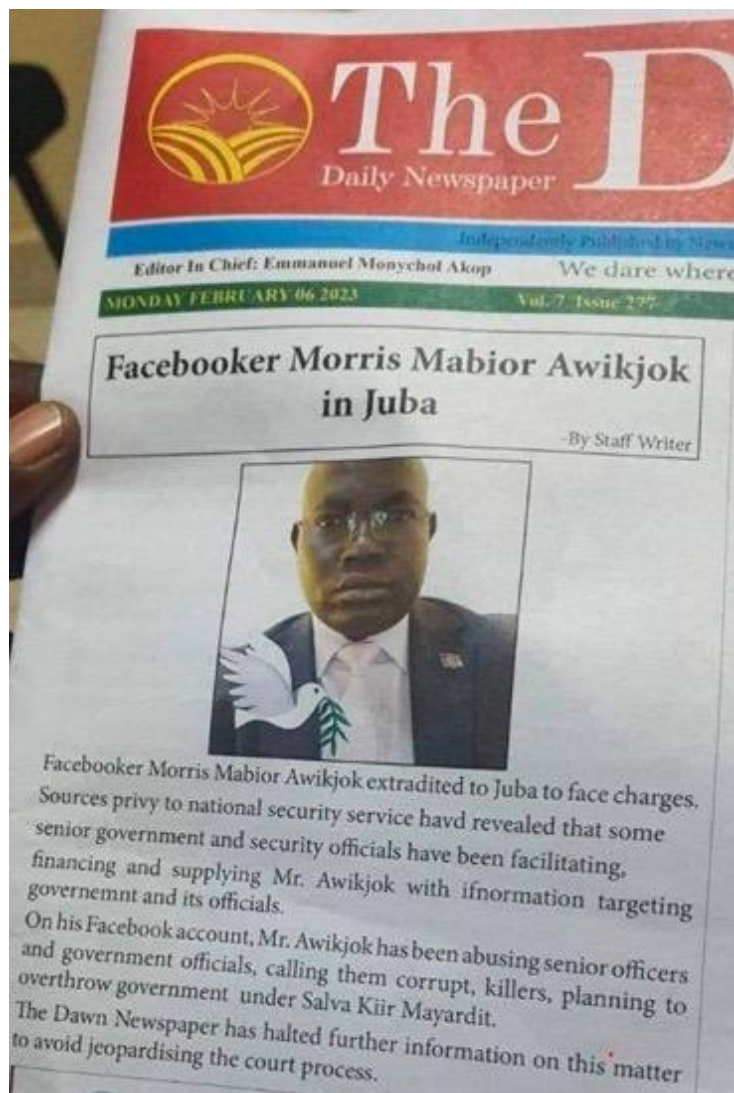 The D
Daily Newspaper
Independently Published by News
Editor In Chief: Emmanuel Monychol Akop
We dare where
MONDAY FEBRUARY 06 2023
Vol. 7 Issue 277
Facebooker Morris Mabior Awikjok
in Juba
-By Staff Writer
Facebooker Morris Mabior Awikjok extradited to Juba to face charges.
Sources privy to national security service havd revealed that some
senior government and security officials have been facilitating,
financing and supplying Mr. Awikjok with ifnormation targeting
governemnt and its officials.
On his Facebook account, Mr. Awikjok has been abusing senior officers
and government officials, calling them corrupt, killers, planning to
overthrow government under Salva Kiir Mayardit.
The Dawn Newspaper has halted further information on this matter
to avoid jeopardising the court process.